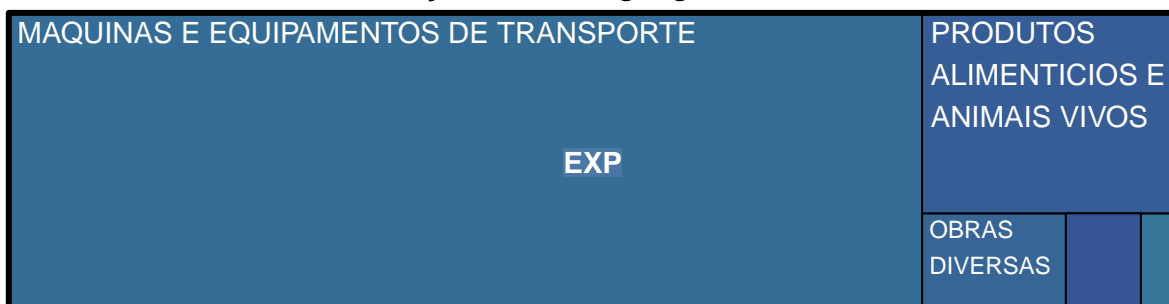 MAQUINAS E EQUIPAMENTOS DE TRANSPORTE
EXP
PRODUTOS
ALIMENTICIOS E
ANIMAIS VIVOS
OBRAS
DIVERSAS